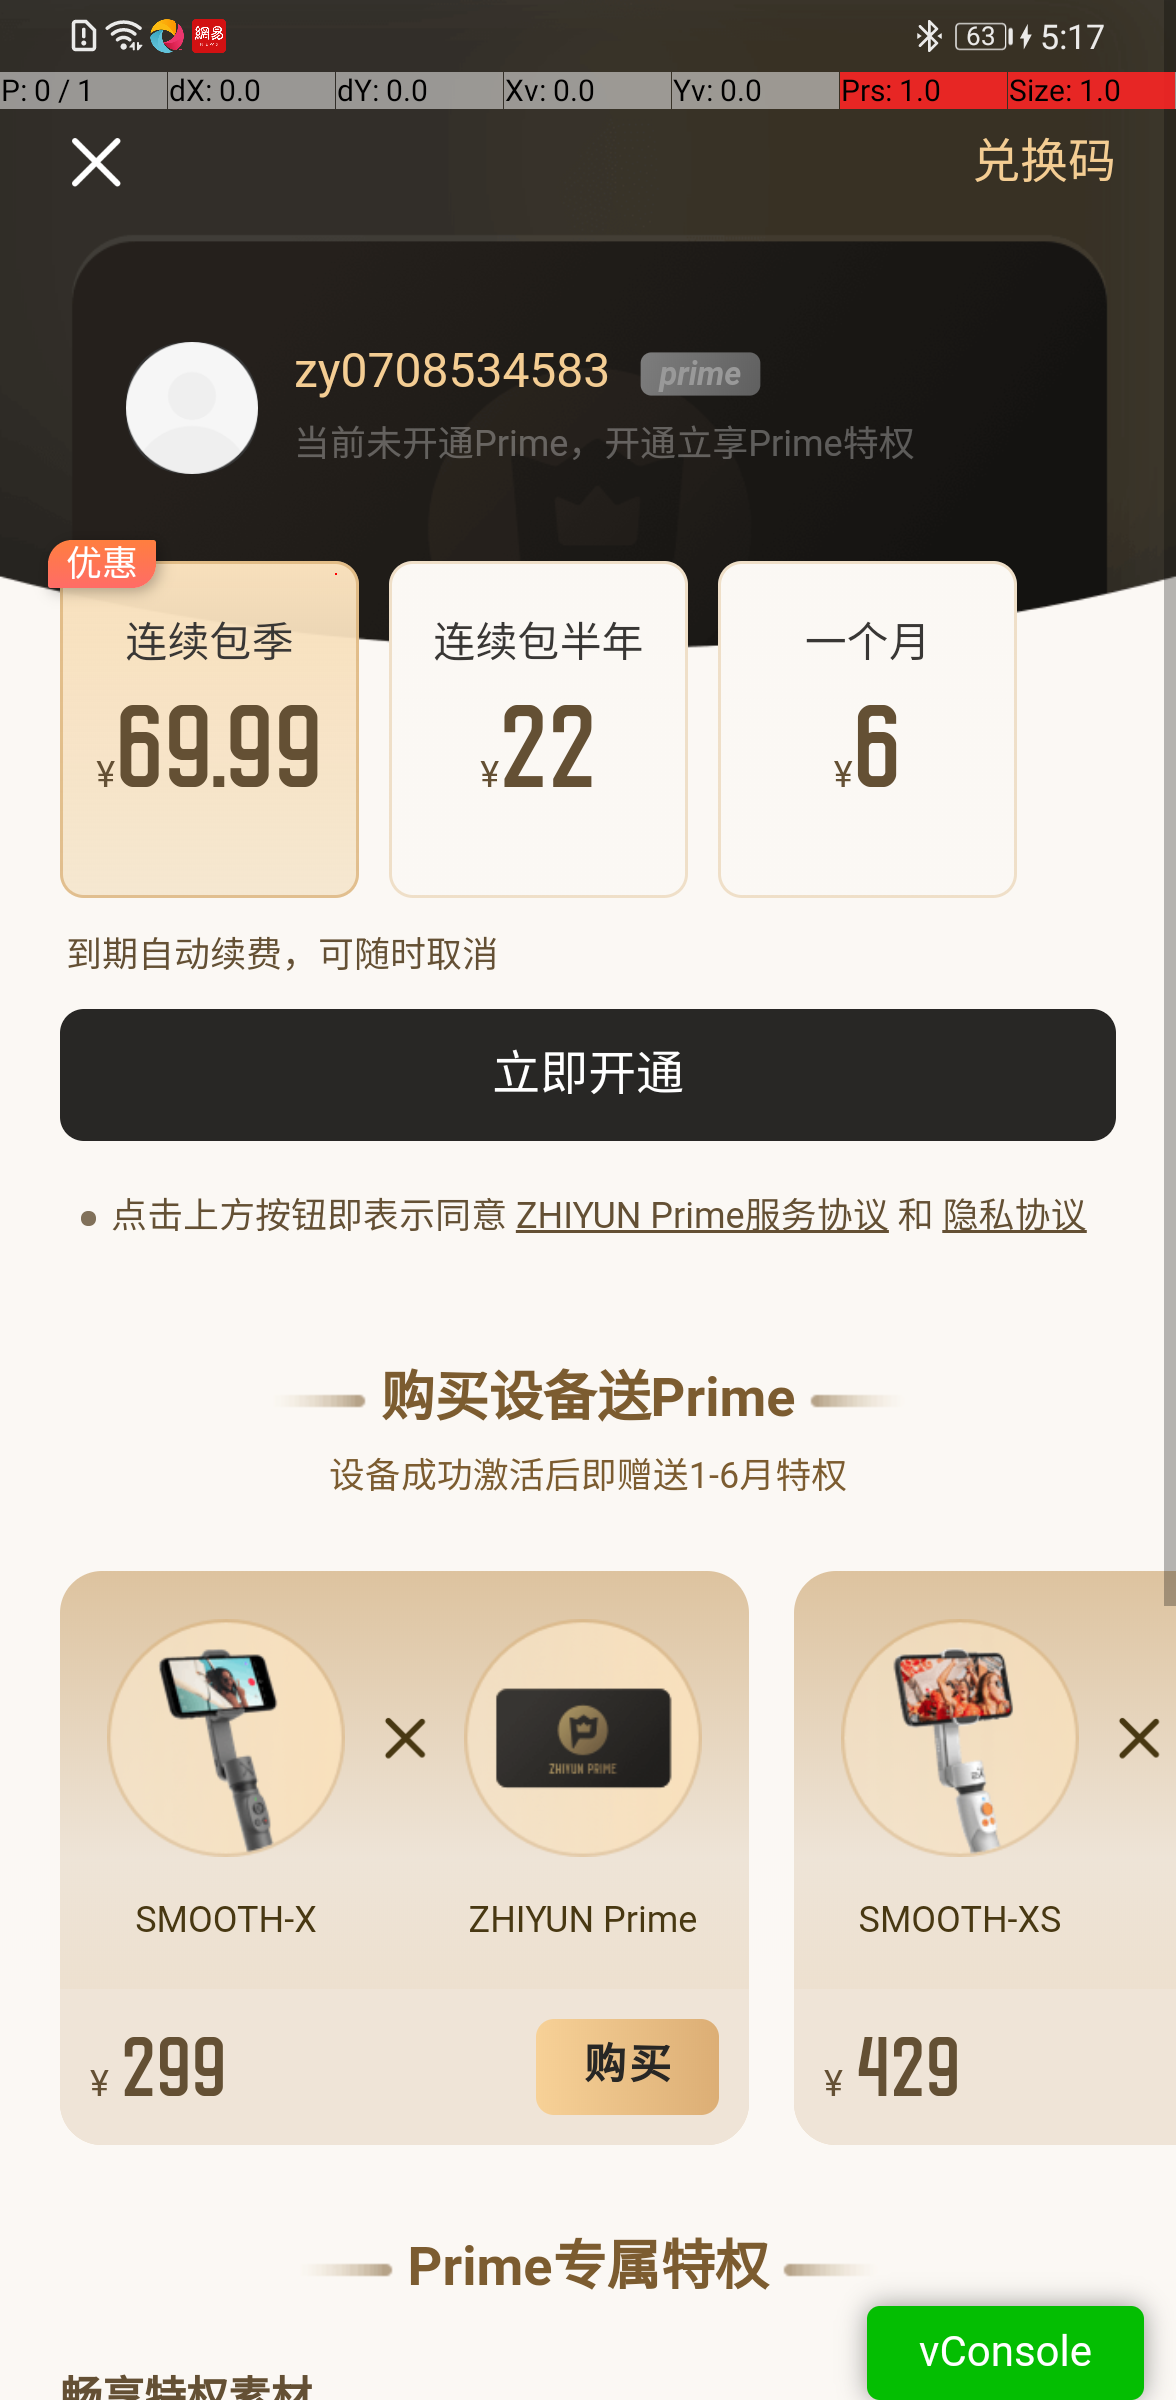 網易
63
5:17
P: 0 / 1
dX: 0.0
dY: 0.0
Xv: 0.0
Yv: 0.0
Prs: 1.0
Size: 1.0
兑换码
zy0708534583 prime
当前未开通Prime，开通立享Prime特权
优惠
连续包季
¥69.99
连续包半年
¥22
一个月
¥6
到期自动续费，可随时取消
立即开通
点击上方按钮即表示同意 ZHIYUN Prime服务协议 和 隐私协议
购买设备送Prime
设备成功激活后即赠送1-6月特权
ZHIYUN PRIME
SMOOTH-X
ZHIYUN Prime
SMOOTH-XS
¥ 299
购买
¥ 429
Prime专属特权
vConsole
畅享特权素材